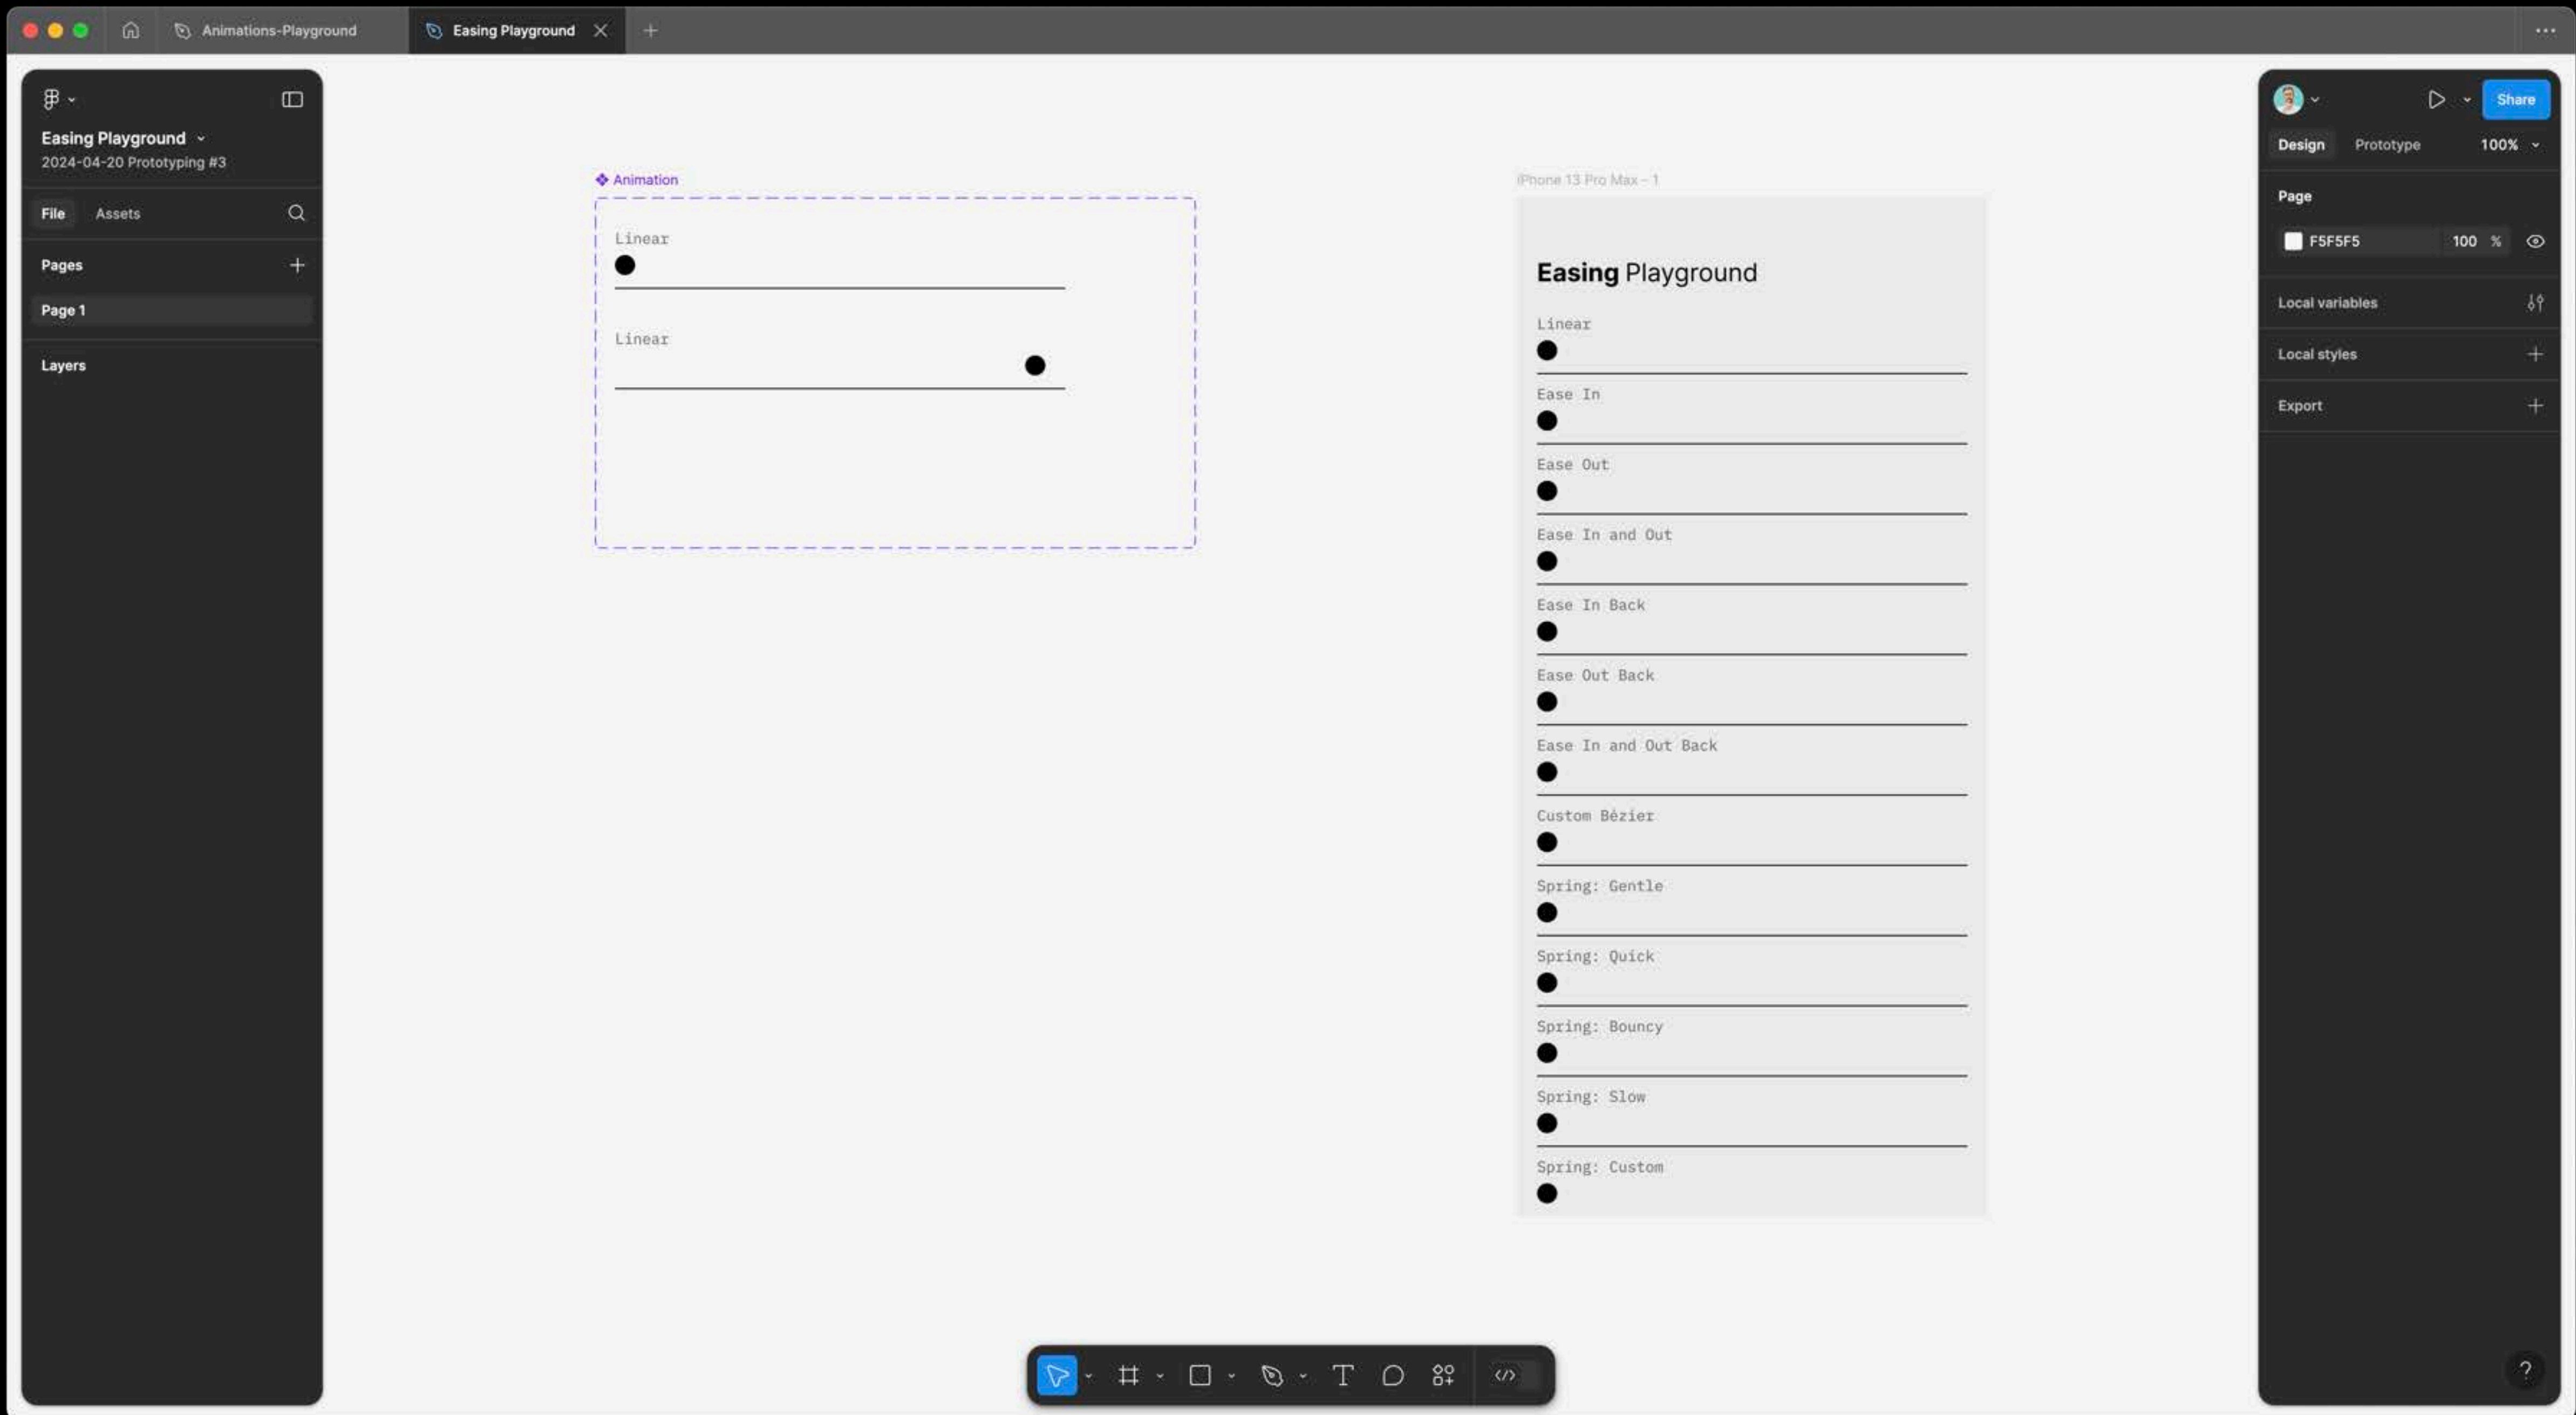 Animations-Playground
Easing Playground
Easing Playground
2024-04-20 Prototyping #3
File Assets
Pages
Page 1
Layers
Animation
Linear
Linear
iPhone 13 Pro Max – 1
Easing Playground
Linear
Ease In
Ease Out
Ease In and Out
Ease In Back
Ease Out Back
Ease In and Out Back
Custom Bézier
Spring: Gentle
Spring: Quick
Spring: Bouncy
Spring: Slow
Spring: Custom
Share
Design Prototype 100%
Page
F5F5F5 100 %
Local variables
Local styles
Export
?